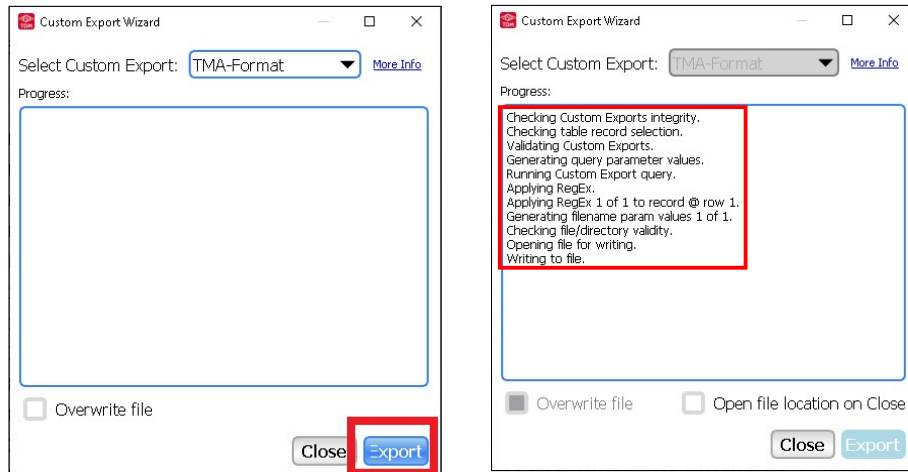 Custom Export Wizard
Select Custom Export: TMA-Format More Info
Progress:
Overwrite file
Close Export
Custom Export Wizard
Select Custom Export: TMA-Format More Info
Progress:
Checking Custom Exports integrity.
Checking table record selection.
Validating Custom Exports.
Generating query parameter values.
Running Custom Export query.
Applying RegEx.
Applying RegEx 1 of 1 to record @ row 1.
Generating filename param values 1 of 1.
Checking file/directory validity.
Opening file for writing.
Writing to file.
Overwrite file Open file location on Close
Close Export